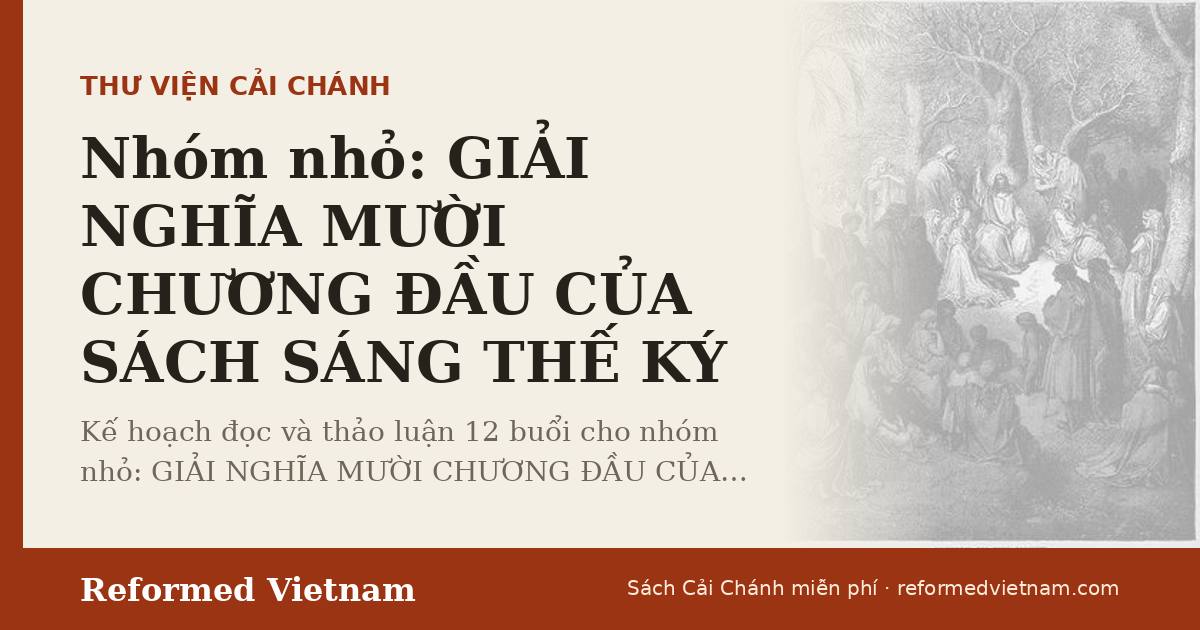 THƯ VIỆN CẢI CHÁNH
Nhóm nhỏ: GIẢI
NGHĨA MƯỜI
CHƯƠNG ĐẦU CỦA
SÁCH SÁNG THẾ KÝ
Kế hoạch đọc và thảo luận 12 buổi cho nhóm
nhỏ: GIẢI NGHĨA MƯỜI CHƯƠNG ĐẦU CỦA...
Reformed Vietnam
Sách Cải Chánh miễn phí · reformedvietnam.com